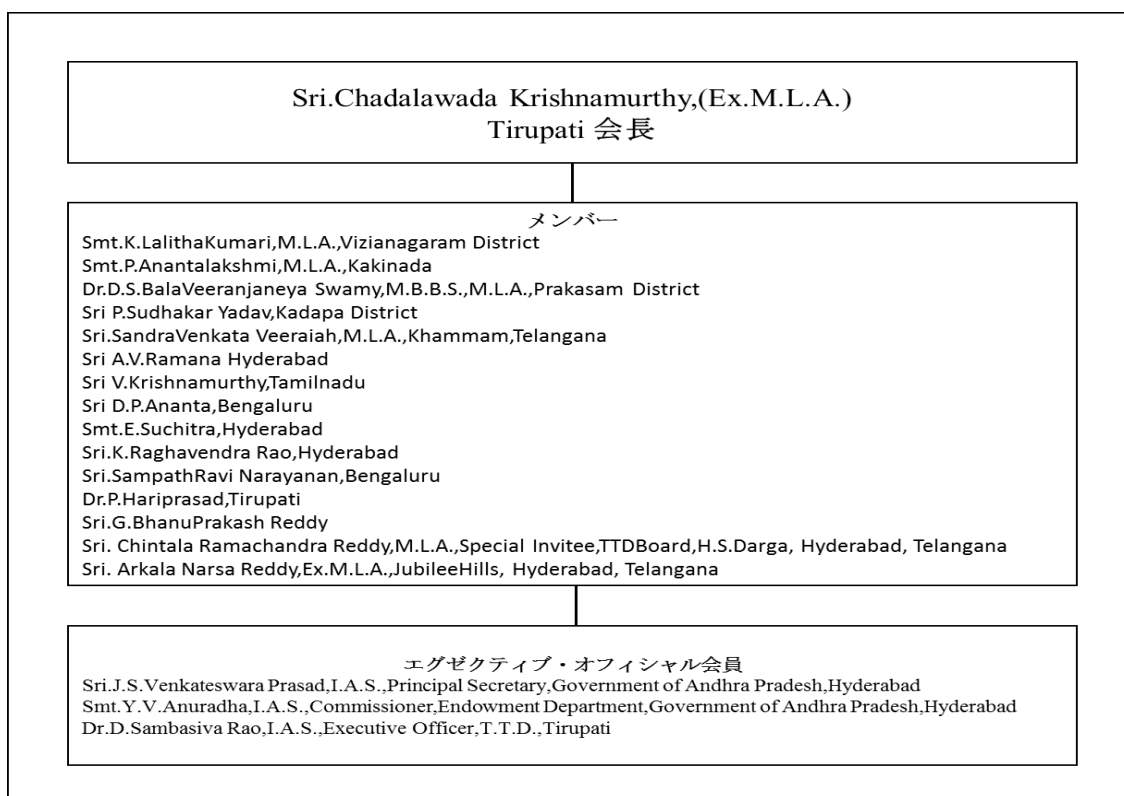 Sri.Chadalawada Krishnamurthy,(Ex.M.L.A.)
Tirupati 会長
メンバー
Smt.K.LalithaKumari,M.L.A.,Vizianagaram District
Smt.P.Anantalakshmi,M.L.A.,Kakinada
Dr.D.S.BalaVeeranjaneya Swamy,M.B.B.S.,M.L.A.,Prakasam District
Sri P.Sudhakar Yadav,Kadapa District
Sri.SandraVenkata Veeraiah,M.L.A.,Khammam,Telangana
Sri A.V.Ramana Hyderabad
Sri V.Krishnamurthy,Tamilnadu
Sri D.P.Ananta,Bengaluru
Smt.E.Suchitra,Hyderabad
Sri.K.Raghavendra Rao,Hyderabad
Sri.SampathRavi Narayanan,Bengaluru
Dr.P.Hariprasad,Tirupati
Sri.G.BhanuPrakash Reddy
Sri. Chintala Ramachandra Reddy,M.L.A.,Special Invitee,TTDBoard,H.S.Darga, Hyderabad, Telangana
Sri. Arkala Narsa Reddy,Ex.M.L.A.,JubileeHills, Hyderabad, Telangana
エグゼクティブ・オフィシャル会員
Sri.J.S.Venkateswara Prasad,I.A.S.,Principal Secretary,Government of Andhra Pradesh,Hyderabad
Smt.Y.V.Anuradha,I.A.S.,Commissioner,Endowment Department,Government of Andhra Pradesh,Hyderabad
Dr.D.Sambasiva Rao,I.A.S.,Executive Officer,T.T.D.,Tirupati